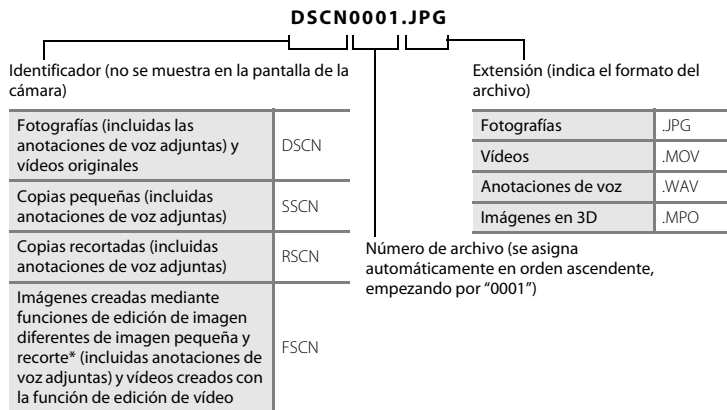 DSCN0001.JPG
Identificador (no se muestra en la pantalla de la
cámara)
Fotografías (incluidas las
anotaciones de voz adjuntas) y
vídeos originales
DSCN
Copias pequeñas (incluidas
anotaciones de voz adjuntas)
SSCN
Copias recortadas (incluidas
anotaciones de voz adjuntas)
RSCN
Imágenes creadas mediante
funciones de edición de imagen
diferentes de imagen pequeña y
recorte* (incluidas anotaciones de
voz adjuntas) y vídeos creados con
la función de edición de vídeo
FSCN
Extensión (indica el formato del
archivo)
Fotografías .JPG
Vídeos .MOV
Anotaciones de voz .WAV
Imágenes en 3D .MPO
Número de archivo (se asigna
automáticamente en orden ascendente,
empezando por “0001”)